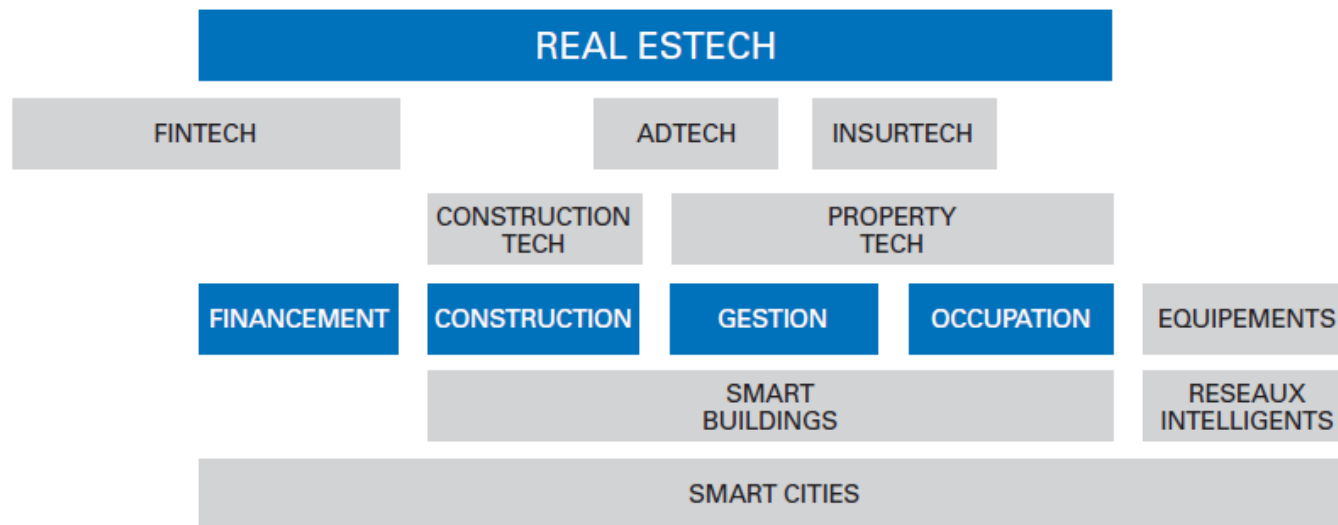 REAL ESTECH
FINTECH
ADTECH
INSURTECH
CONSTRUCTION
TECH
PROPERTY
TECH
FINANCEMENT
CONSTRUCTION
GESTION
OCCUPATION
EQUIPEMENTS
SMART
BUILDINGS
RESEAUX
INTELLIGENTS
SMART CITIES